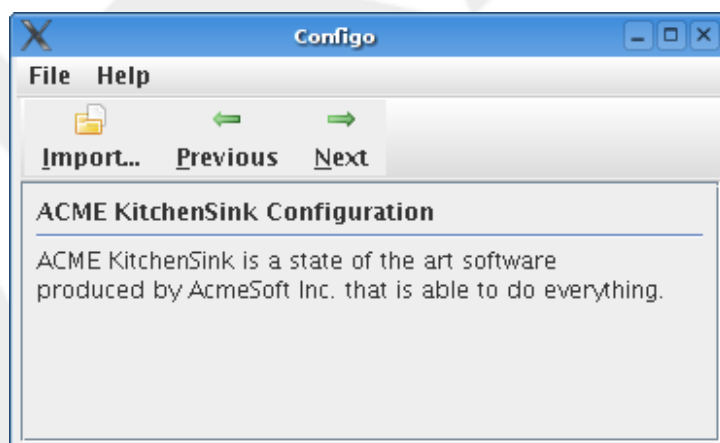 Configo
File Help
Import... Previous Next
ACME KitchenSink Configuration
ACME KitchenSink is a state of the art software
produced by AcmeSoft Inc. that is able to do everything.